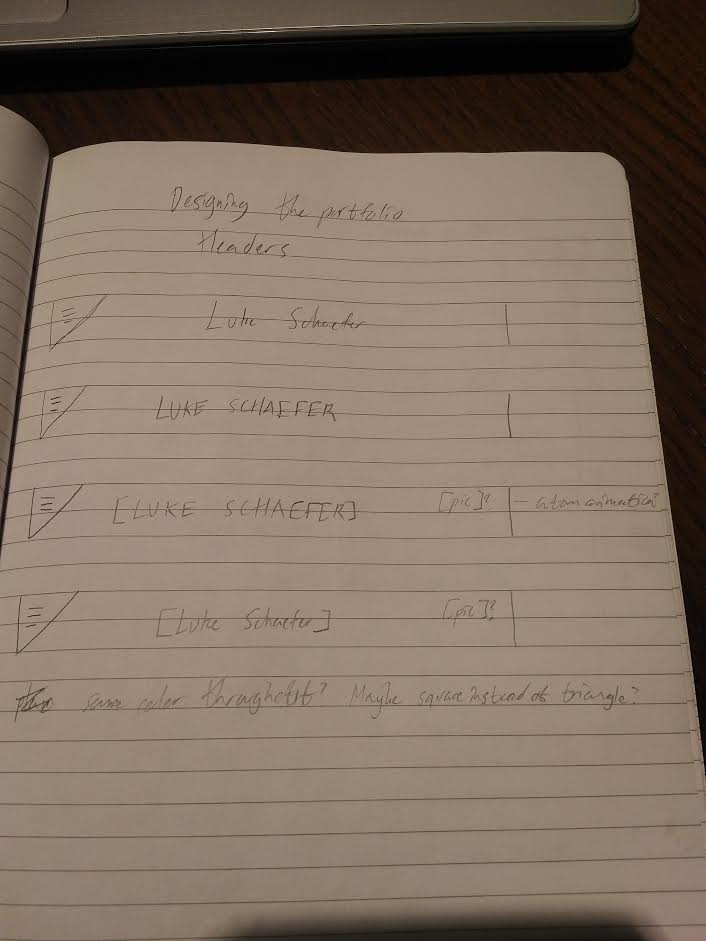 Designing the portfolio
Headers
Luke Schaefer
LUKE SCHAEFER
[LUKE SCHAEFER] [pic]? - atom animation?
[Luke Schaefer] [pic]?
same color throughout? Maybe square instead of triangle?